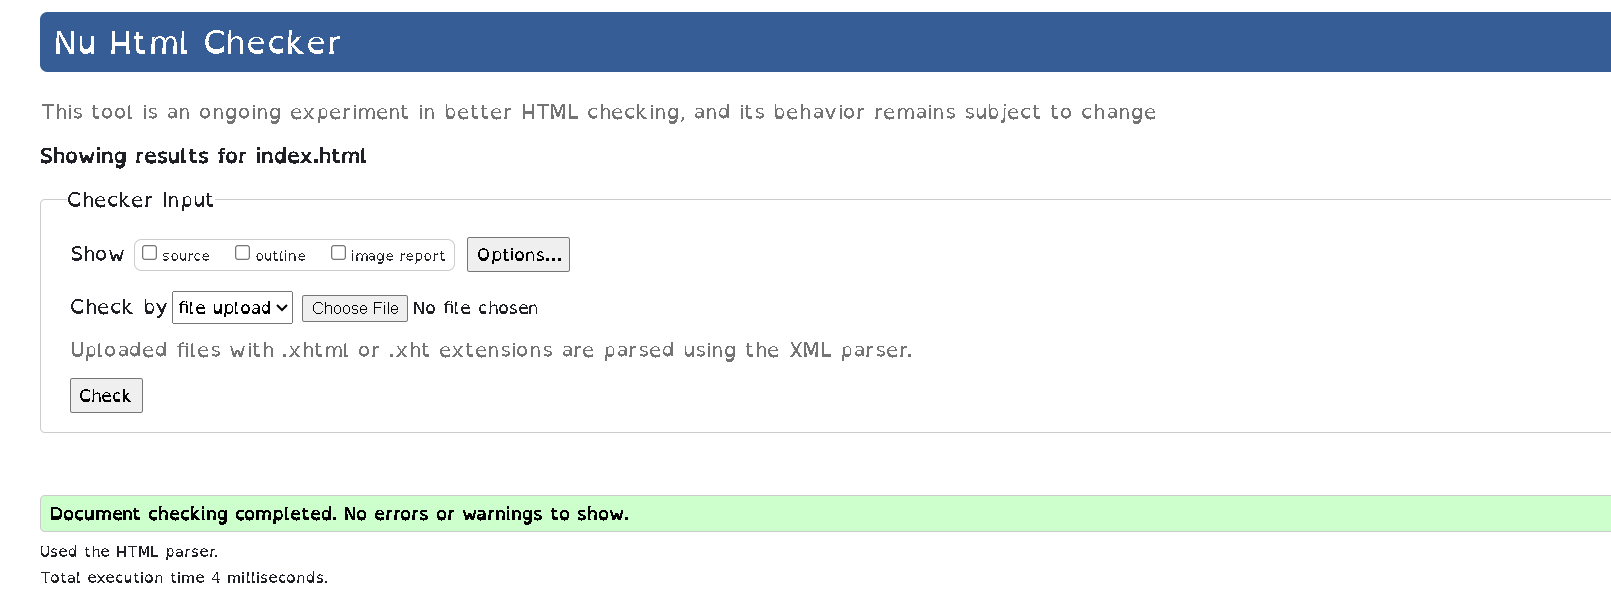 Nu Html Checker
This tool is an ongoing experiment in better HTML checking, and its behavior remains subject to change
Showing results for index.html
Checker Input
Show source outline image report Options...
Check by file upload Choose File No file chosen
Uploaded files with .xhtml or .xht extensions are parsed using the XML parser.
Check
Document checking completed. No errors or warnings to show.
Used the HTML parser.
Total execution time 4 milliseconds.